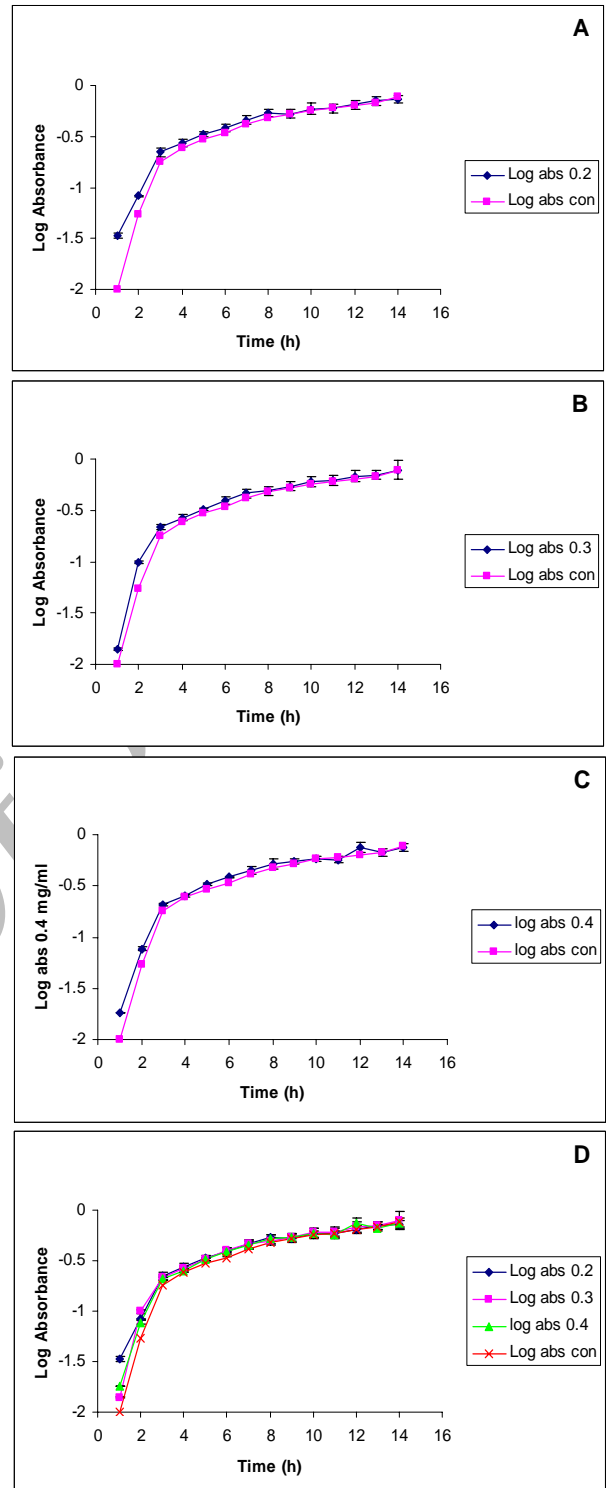 A
0
-0.5
-1
-1.5
-2
0 2 4 6 8 10 12 14 16
Log Absorbance
Time (h)
Log abs 0.2
Log abs con
B
0
-0.5
-1
-1.5
-2
0 2 4 6 8 10 12 14 16
Log Absorbance
Time (h)
Log abs 0.3
Log abs con
C
0
-0.5
-1
-1.5
-2
0 2 4 6 8 10 12 14 16
Log abs 0.4 mg/ml
Time (h)
log abs 0.4
log abs con
D
0
-0.5
-1
-1.5
-2
0 2 4 6 8 10 12 14 16
Log Absorbance
Time (h)
Log abs 0.2
Log abs 0.3
log abs 0.4
Log abs con